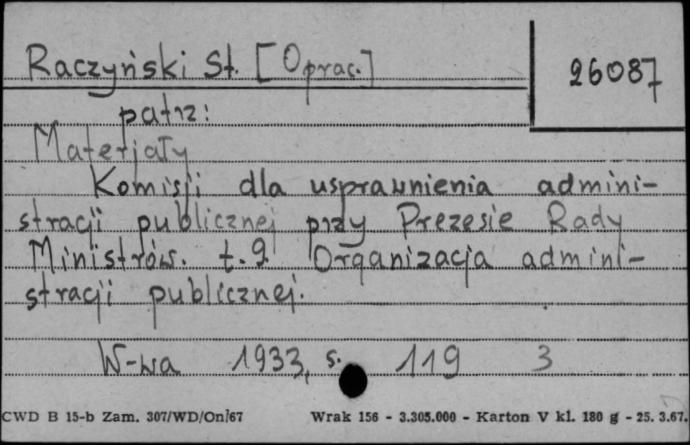 Raczyński St. [Oprac.]
26087
patrz:
Materjały
Komisji dla usprawnienia admini-
stracji publicznej przy Prezesie Rady
Ministrów. t. 9. Organizacja admini-
stracji publicznej.
W-wa 1933, s. 119 3
CWD B 15-b Zam. 307/WD/On/67 Wrak 156 - 3.305.000 - Karton V kl. 180 g - 25. 3.67.